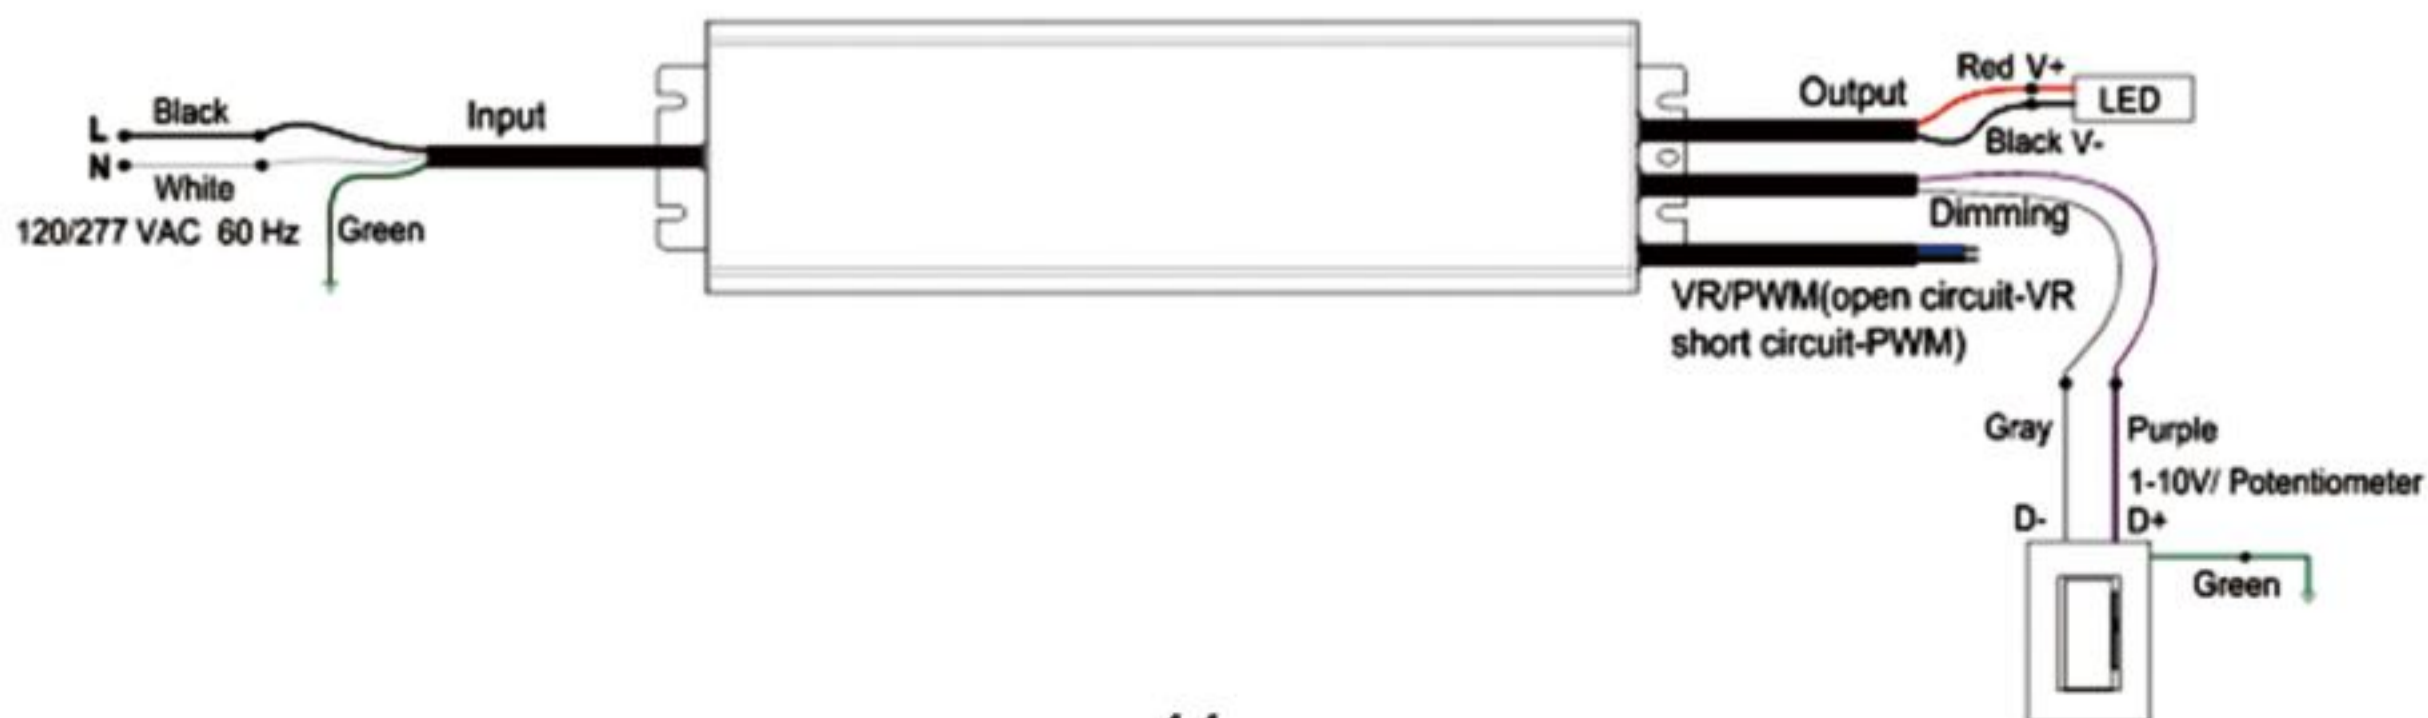 L
Black
N
White
120/277 VAC 60 Hz
Green
Input
Output
Red V+
LED
Black V-
Dimming
VR/PWM(open circuit-VR
short circuit-PWM)
Gray
Purple
1-10V/ Potentiometer
D-
D+
Green